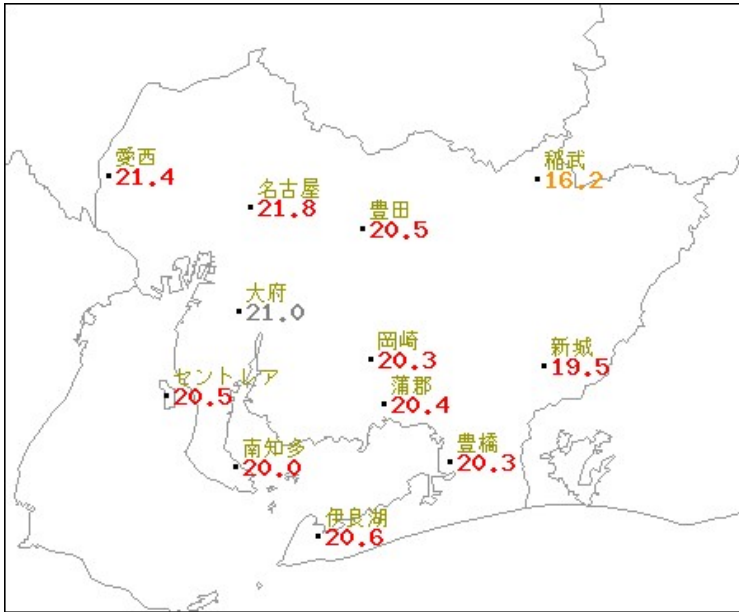 愛西
21.4
稲武
16.2
名古屋
21.8
豊田
20.5
大府
21.0
岡崎
20.3
新城
19.5
セントレア
20.5
蒲郡
20.4
南知多
20.0
豊橋
20.3
伊良湖
20.6